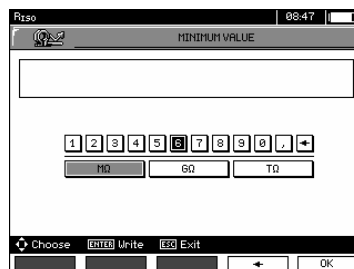 Riso 08:47
MINIMUM VALUE
1 2 3 4 5 6 7 8 9 0 , ←
MΩ GΩ TΩ
Choose ENTER Write ESC Exit
← OK